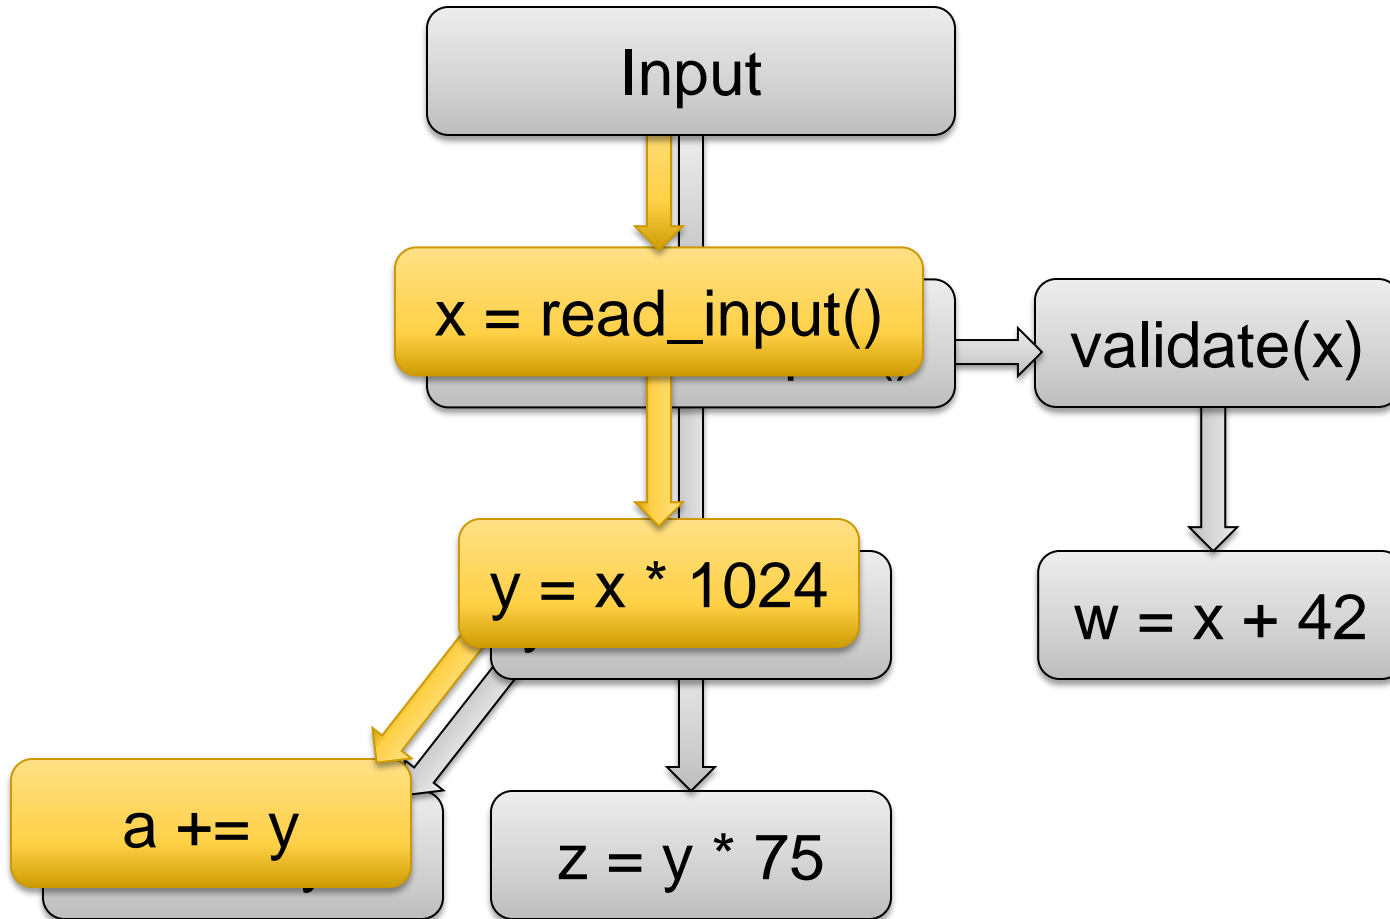 Input
x = read_input()
validate(x)
y = x * 1024
w = x + 42
a += y
z = y * 75